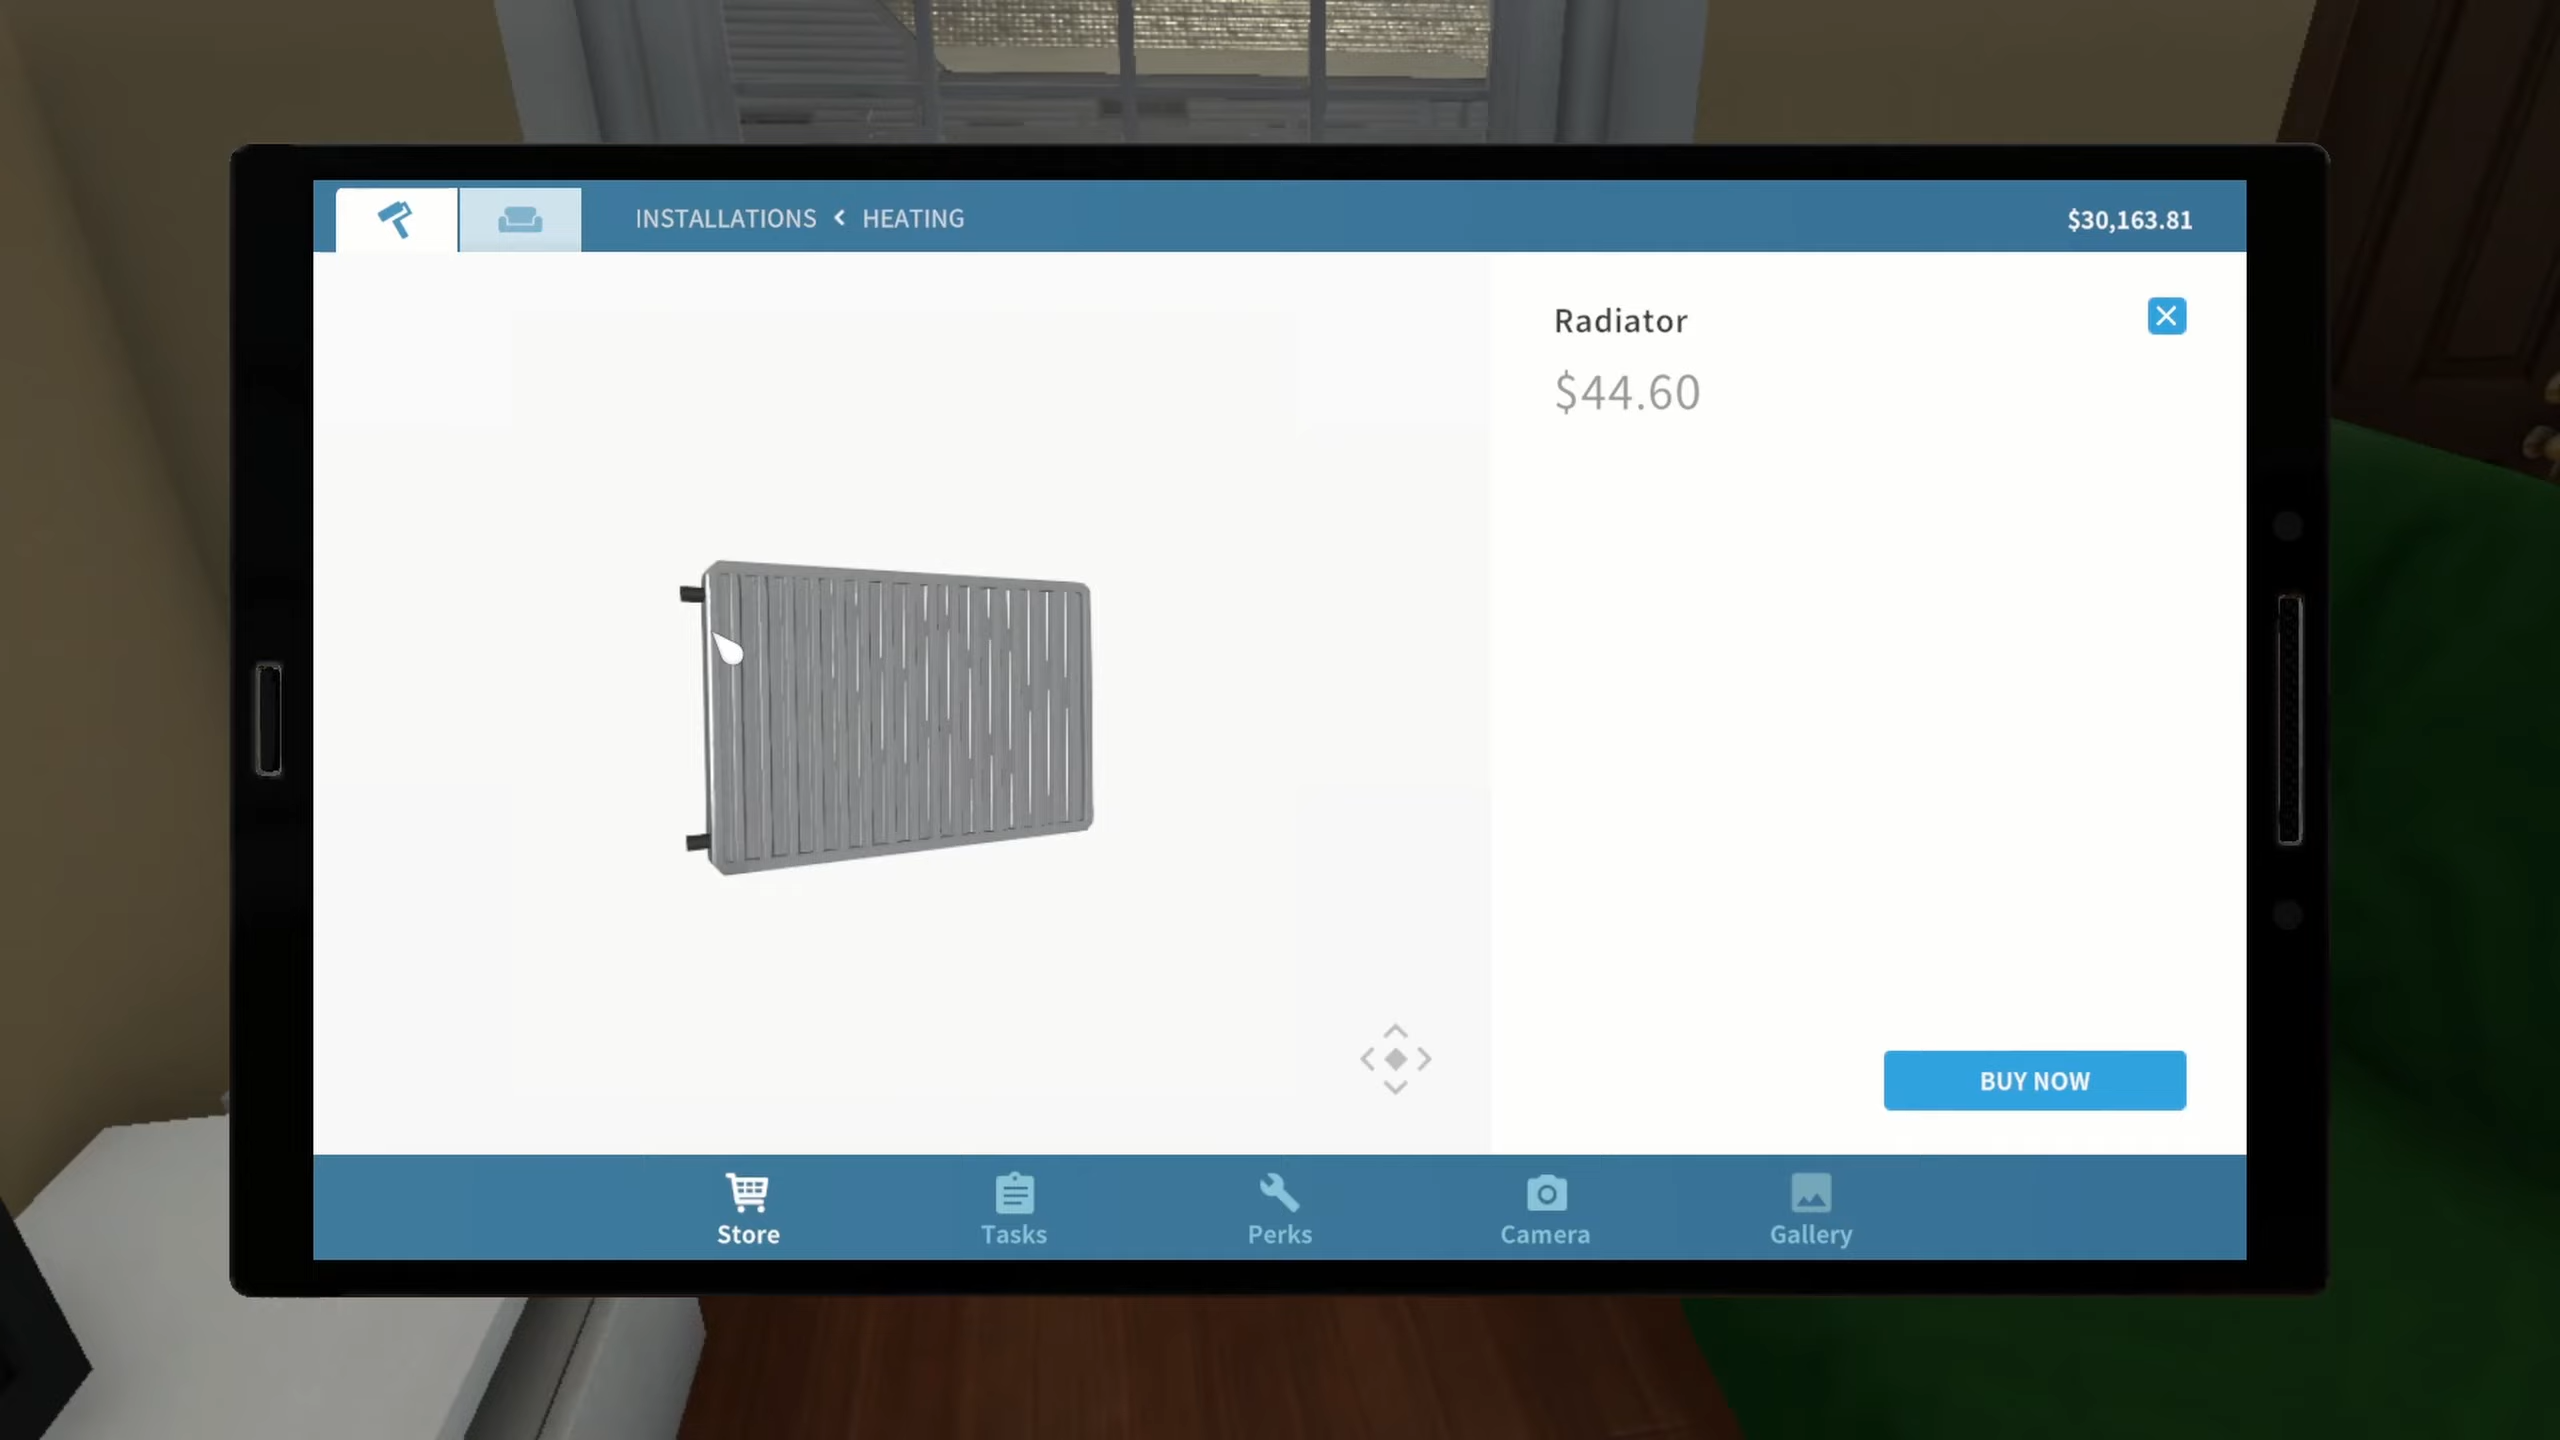 INSTALLATIONS < HEATING
$30,163.81
Radiator
$44.60
BUY NOW
Store
Tasks
Perks
Camera
Gallery